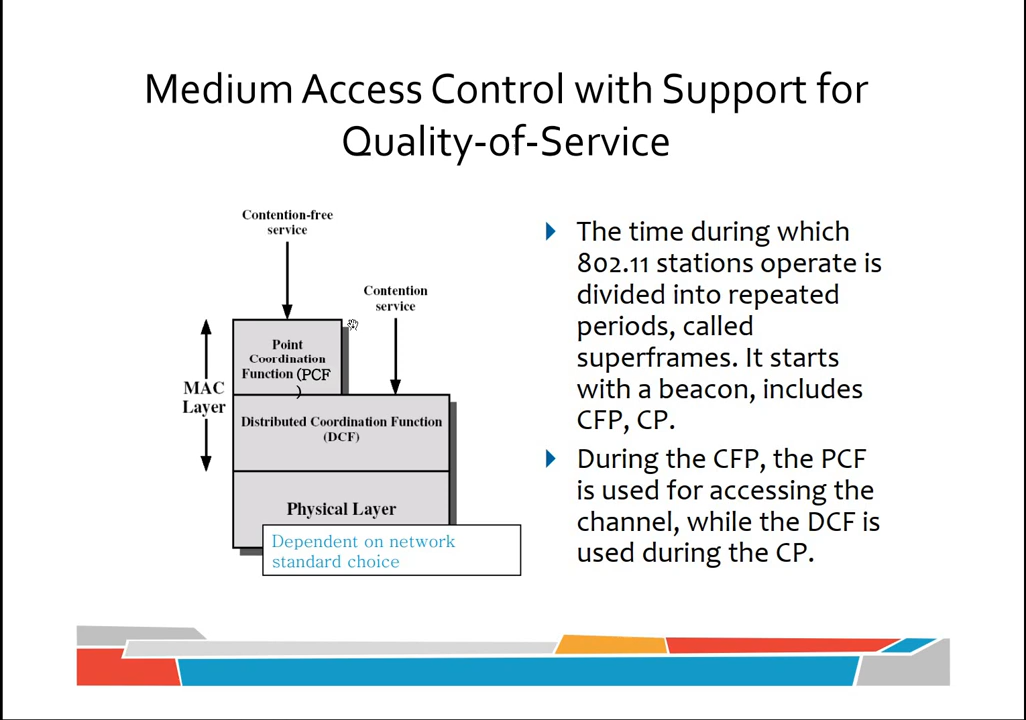 Medium Access Control with Support for
Quality-of-Service
Contention-free
service
Contention
service
Point
Coordination
Function (PCF
)
MAC
Layer
Distributed Coordination Function
(DCF)
Physical Layer
Dependent on network
standard choice
The time during which
802.11 stations operate is
divided into repeated
periods, called
superframes. It starts
with a beacon, includes
CFP, CP.
During the CFP, the PCF
is used for accessing the
channel, while the DCF is
used during the CP.